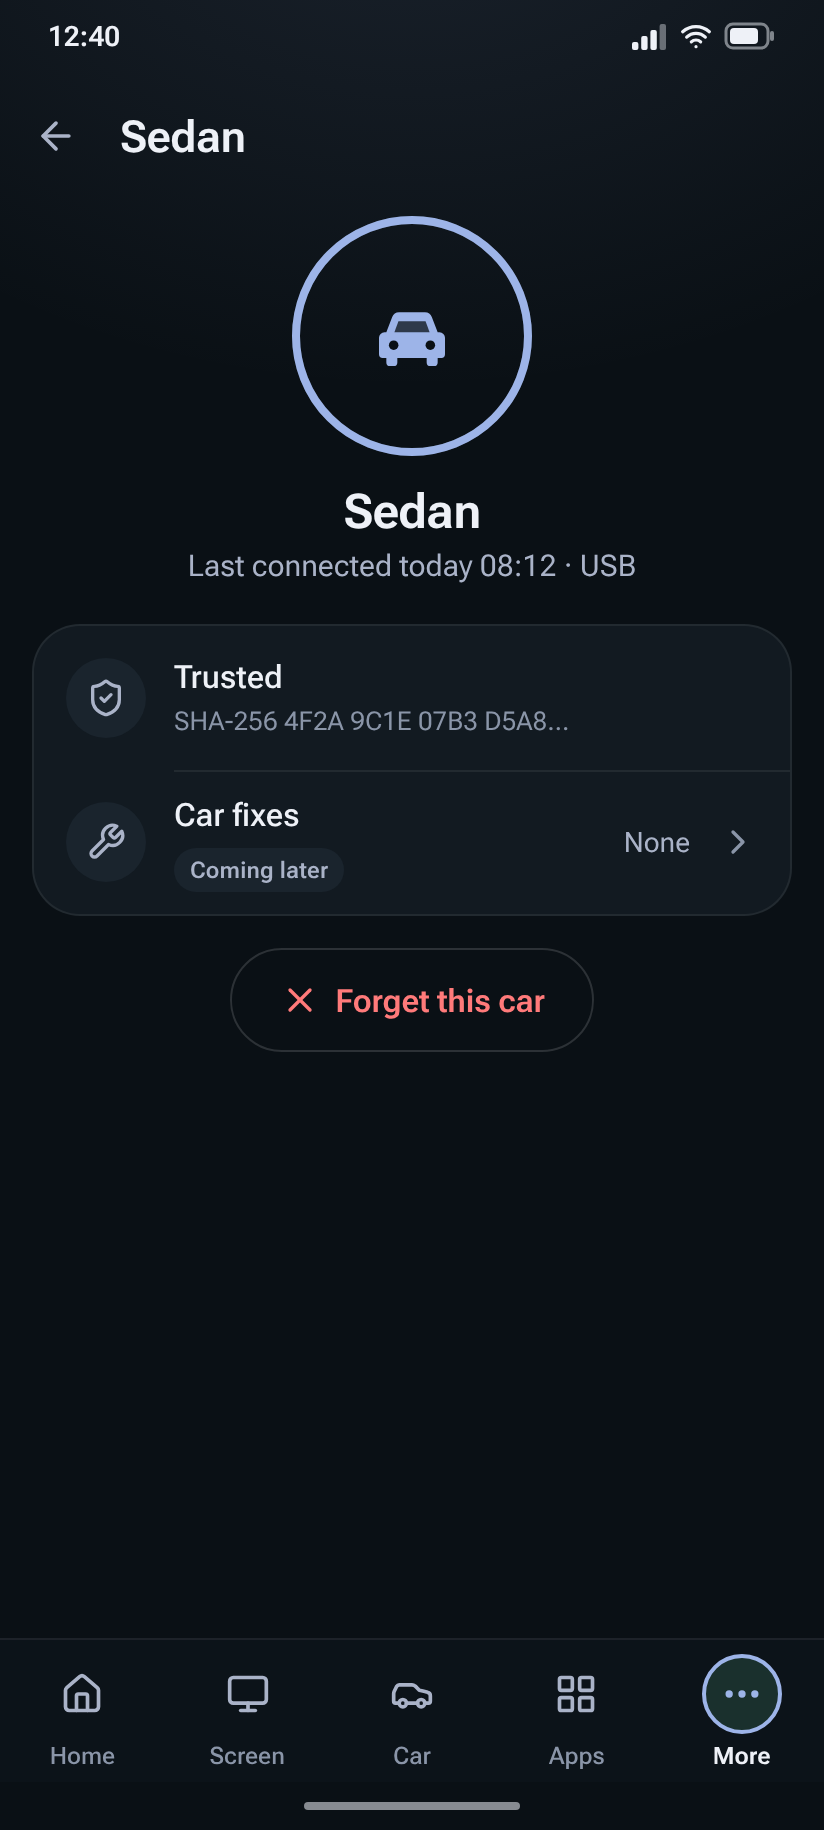 12:40
Sedan
Sedan
Last connected today 08:12 · USB
Trusted
SHA-256 4F2A 9C1E 07B3 D5A8...
Car fixes
Coming later
None
Forget this car
Home
Screen
Car
Apps
More